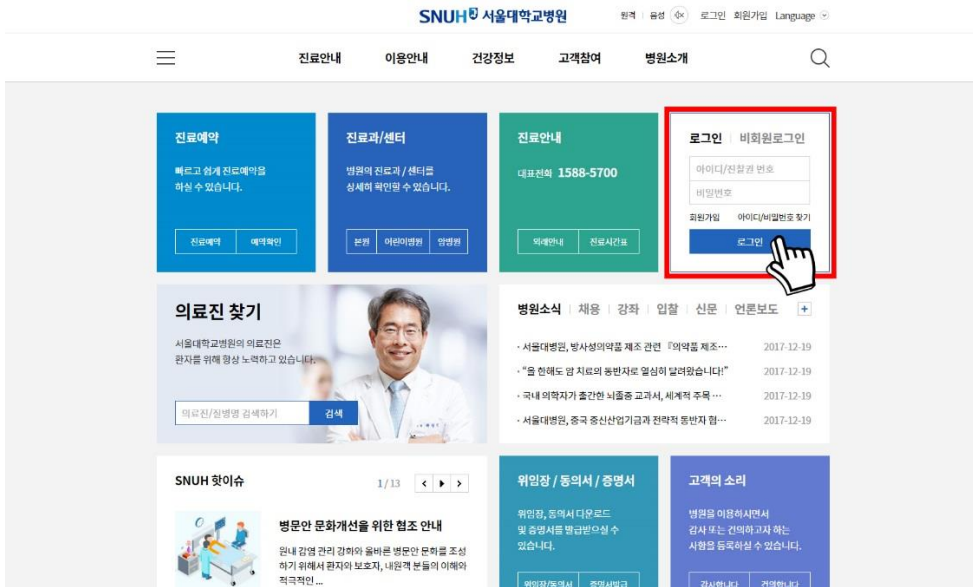 SNUH 서울대학교병원
원격 음성 로그인 회원가입 Language
진료안내 이용안내 건강정보 고객참여 병원소개
진료예약
빠르고 쉽게 진료예약을
하실 수 있습니다.
진료예약 예약확인
진료과/센터
병원의 진료과 / 센터를
상세히 확인할 수 있습니다.
본원 어린이병원 암병원
진료안내
대표전화 1588-5700
외래안내 진료시간표
로그인 비회원로그인
아이디/진찰권 번호
비밀번호
회원가입 아이디/비밀번호 찾기
로그인
의료진 찾기
서울대학교병원의 의료진은
환자를 위해 항상 노력하고 있습니다.
의료진/질병명 검색하기 검색
병원소식 채용 강좌 입찰 신문 언론보도 +
· 서울대병원, 방사성의약품 제조 관련 『의약품 제조··· 2017-12-19
· “올 한해도 암 치료의 동반자로 열심히 달려왔습니다!” 2017-12-19
· 국내 의학자가 출간한 뇌졸중 교과서, 세계적 주목 ··· 2017-12-19
· 서울대병원, 중국 중신산업기금과 전략적 동반자 협··· 2017-12-19
SNUH 핫이슈 1 / 13
병문안 문화개선을 위한 협조 안내
원내 감염 관리 강화와 올바른 병문안 문화를 조성
하기 위해서 환자와 보호자, 내원객 분들의 이해와
적극적인 ...
위임장 / 동의서 / 증명서
위임장, 동의서 다운로드
및 증명서를 발급받으실 수
있습니다.
위임장/동의서 증명서발급
고객의 소리
병원을 이용하시면서
감사 또는 건의하고자 하는
사항을 등록하실 수 있습니다.
감사합니다 건의합니다